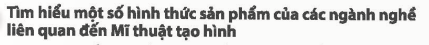 Tìm hiểu một số hình thức sản phẩm của các ngành nghề
liên quan đến Mĩ thuật tạo hình